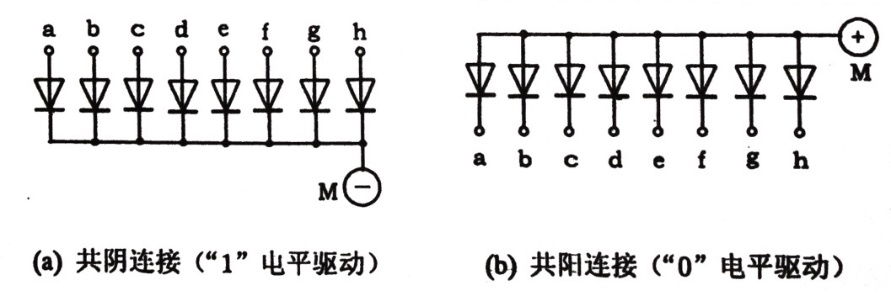 a b c d e f g h
M −
(a) 共阴连接（“1”电平驱动）
+
M
a b c d e f g h
(b) 共阳连接（“0”电平驱动）